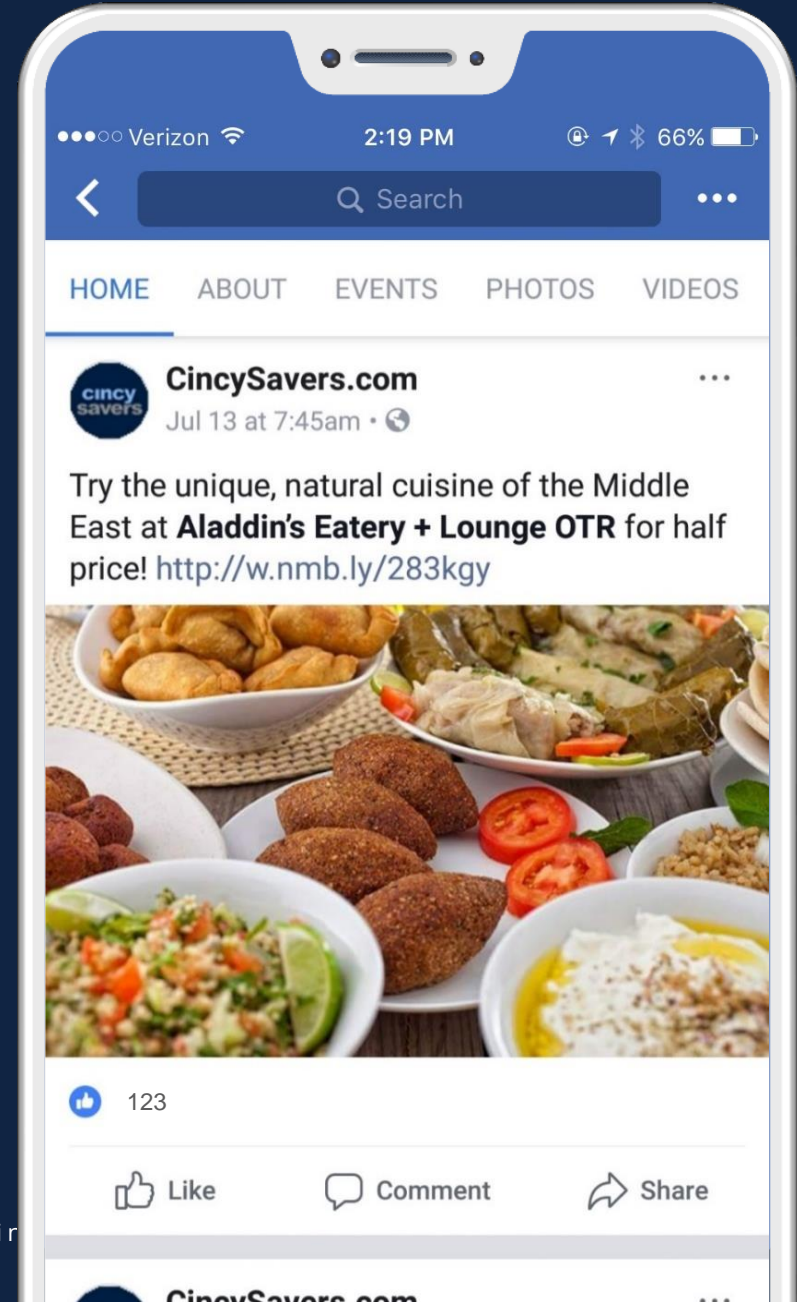 Verizon 2:19 PM 66%
Search
HOME ABOUT EVENTS PHOTOS VIDEOS
cincy
savers
CincySavers.com
Jul 13 at 7:45am •
Try the unique, natural cuisine of the Middle
East at Aladdin's Eatery + Lounge OTR for half
price! http://w.nmb.ly/283kgy
123
Like Comment Share
CincySavers.com